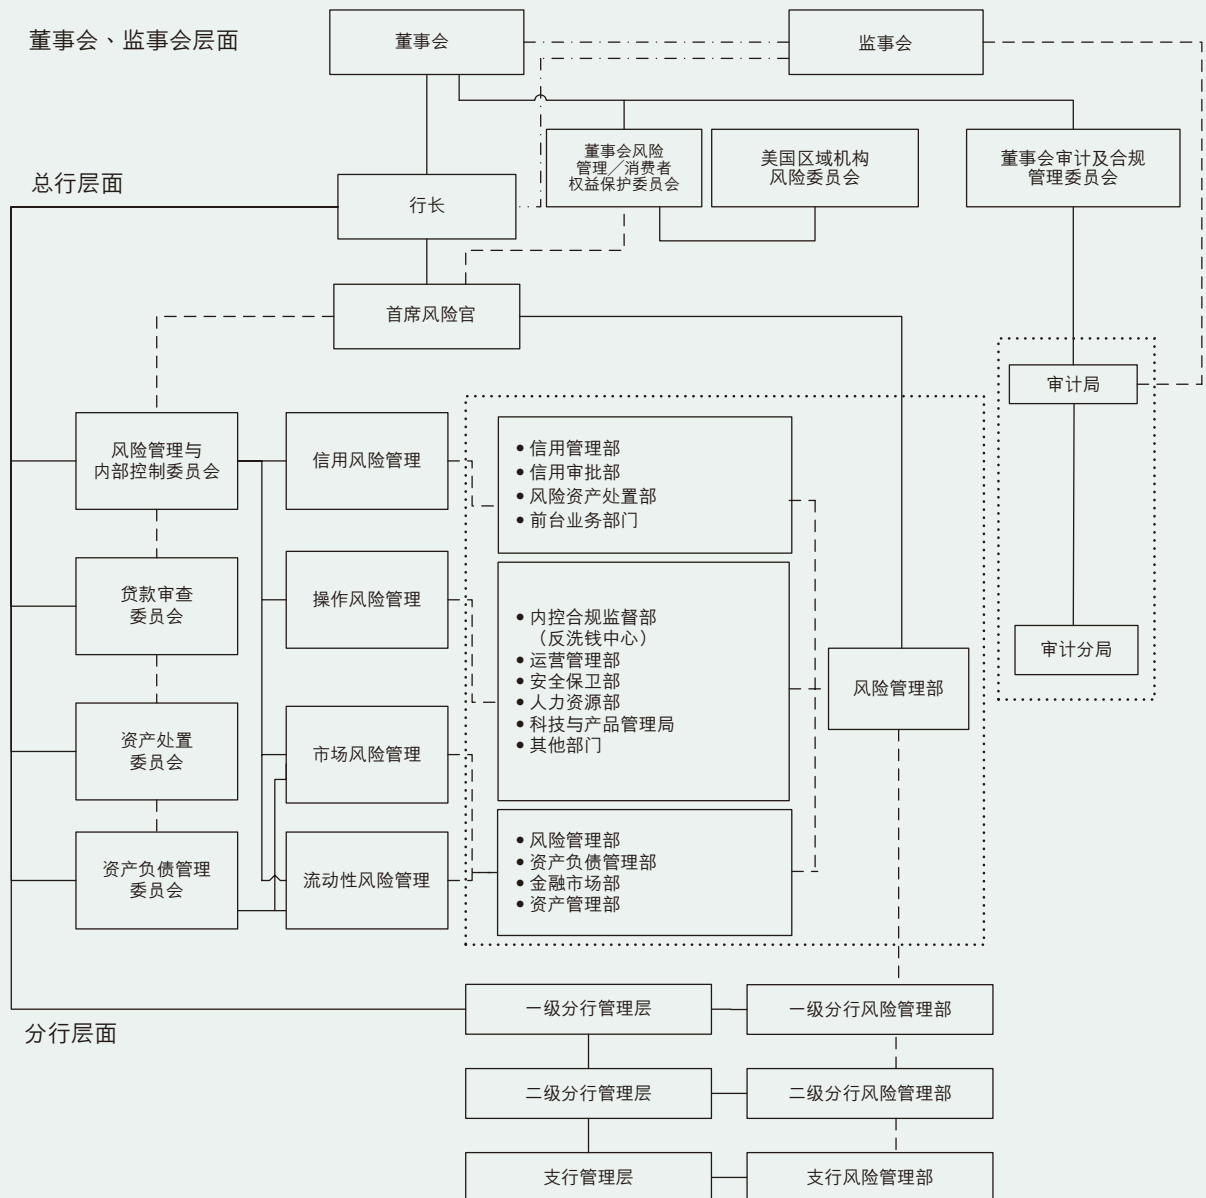 董事会、监事会层面
董事会
监事会
董事会风险
管理／消费者
权益保护委员会
美国区域机构
风险委员会
董事会审计及合规
管理委员会
总行层面
行长
首席风险官
审计局
风险管理与
内部控制委员会
信用风险管理
• 信用管理部
• 信用审批部
• 风险资产处置部
• 前台业务部门
贷款审查
委员会
操作风险管理
• 内控合规监督部
（反洗钱中心）
• 运营管理部
• 安全保卫部
• 人力资源部
• 科技与产品管理局
• 其他部门
风险管理部
审计分局
资产处置
委员会
市场风险管理
资产负债管理
委员会
流动性风险管理
• 风险管理部
• 资产负债管理部
• 金融市场部
• 资产管理部
分行层面
一级分行管理层
一级分行风险管理部
二级分行管理层
二级分行风险管理部
支行管理层
支行风险管理部